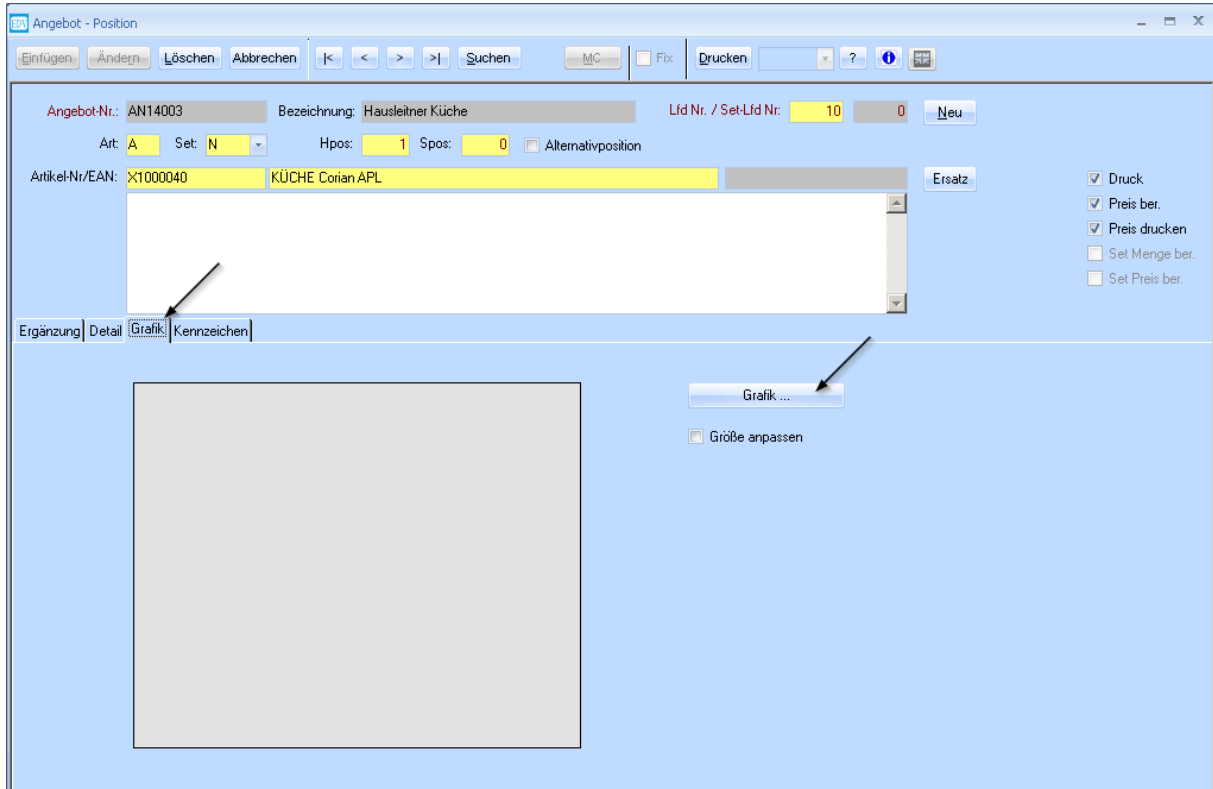 EDV Angebot - Position
Einfügen Ändern Löschen Abbrechen |< < > >| Suchen MC Fix Drucken ? i
Angebot-Nr.: AN14003 Bezeichnung: Hausleitner Küche Lfd Nr. / Set-Lfd Nr: 10 0 Neu
Art: A Set: N Hpos: 1 Spos: 0 Alternativposition
Artikel-Nr/EAN: X1000040 KÜCHE Corian APL Ersatz Druck
Preis ber.
Preis drucken
Set Menge ber.
Set Preis ber.
Ergänzung Detail Grafik Kennzeichen
Grafik ...
Größe anpassen